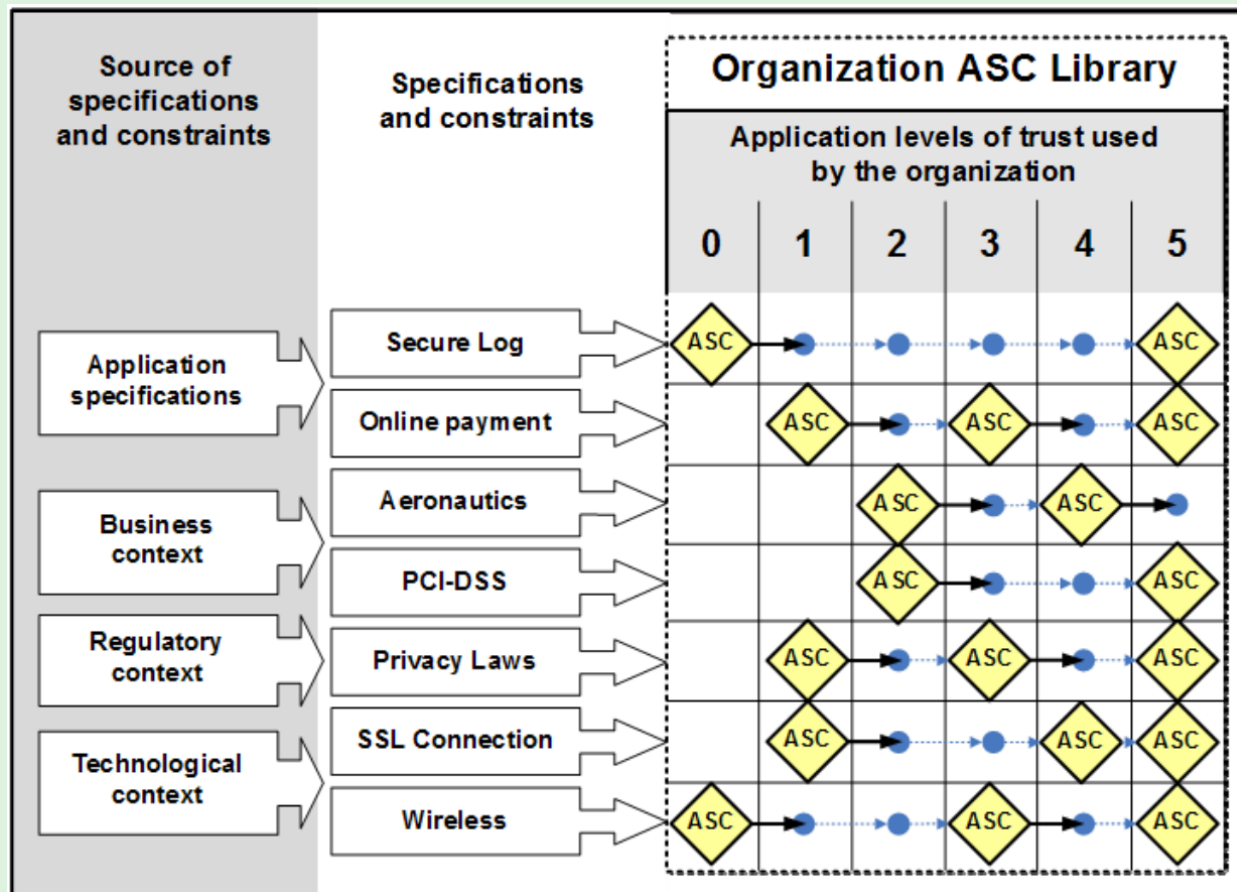 Source of
specifications
and constraints
Specifications
and constraints
Organization ASC Library
Application levels of trust used
by the organization
0 1 2 3 4 5
Application
specifications
Business
context
Regulatory
context
Technological
context
Secure Log
ASC ASC
Online payment
ASC ASC ASC
Aeronautics
ASC ASC
PCI-DSS
ASC ASC
Privacy Laws
ASC ASC ASC
SSL Connection
ASC ASC ASC
Wireless
ASC ASC ASC